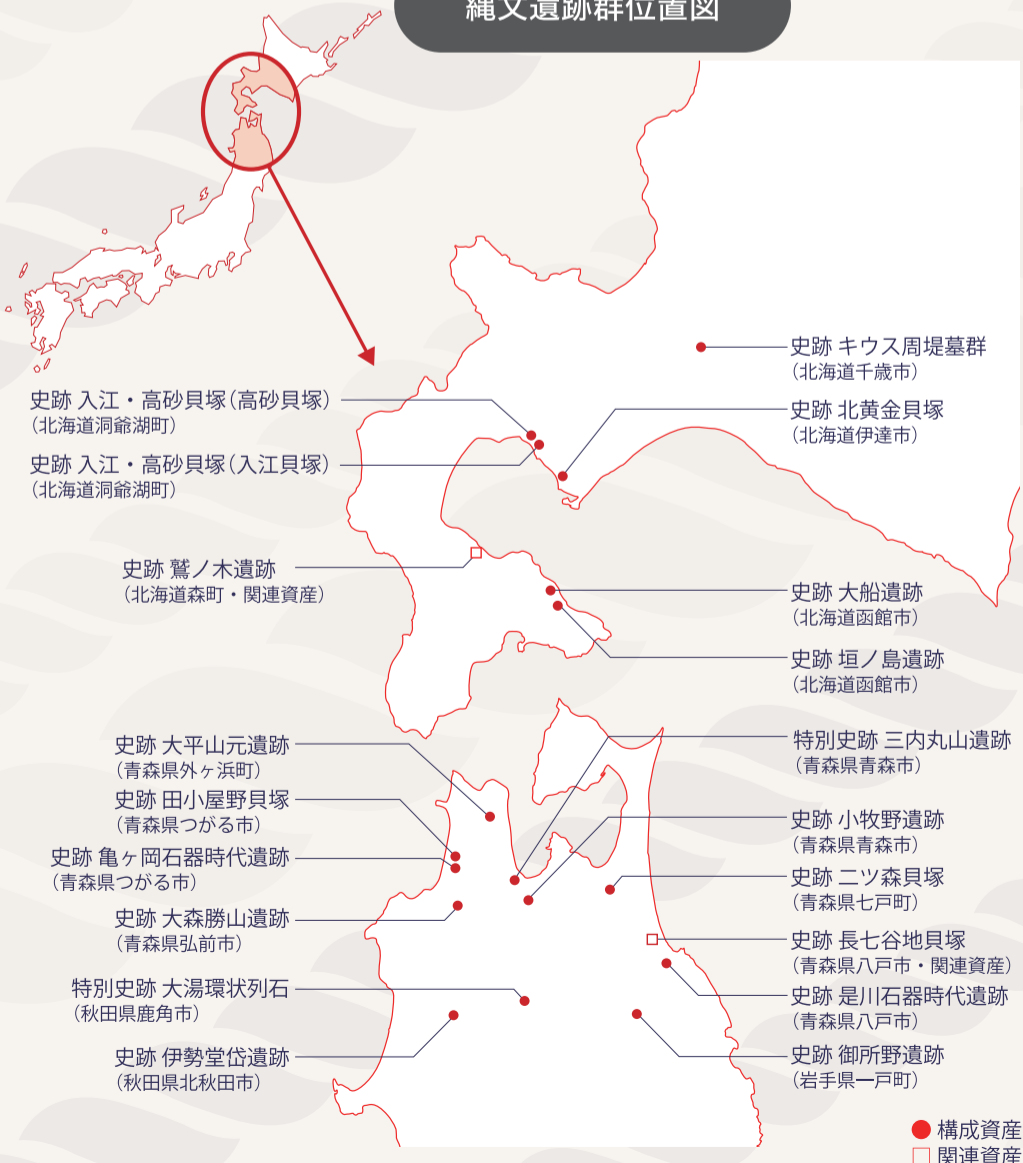 縄文遺跡群位置図
史跡 キウス周堤墓群
(北海道千歳市)
史跡 入江・高砂貝塚(高砂貝塚)
(北海道洞爺湖町)
史跡 北黄金貝塚
(北海道伊達市)
史跡 入江・高砂貝塚(入江貝塚)
(北海道洞爺湖町)
史跡 鷲ノ木遺跡
(北海道森町・関連資産)
史跡 大船遺跡
(北海道函館市)
史跡 垣ノ島遺跡
(北海道函館市)
史跡 大平山元遺跡
(青森県外ヶ浜町)
特別史跡 三内丸山遺跡
(青森県青森市)
史跡 田小屋野貝塚
(青森県つがる市)
史跡 小牧野遺跡
(青森県青森市)
史跡 亀ヶ岡石器時代遺跡
(青森県つがる市)
史跡 二ツ森貝塚
(青森県七戸町)
史跡 大森勝山遺跡
(青森県弘前市)
史跡 長七谷地貝塚
(青森県八戸市・関連資産)
特別史跡 大湯環状列石
(秋田県鹿角市)
史跡 是川石器時代遺跡
(青森県八戸市)
史跡 伊勢堂岱遺跡
(秋田県北秋田市)
史跡 御所野遺跡
(岩手県一戸町)
構成資産
関連資産